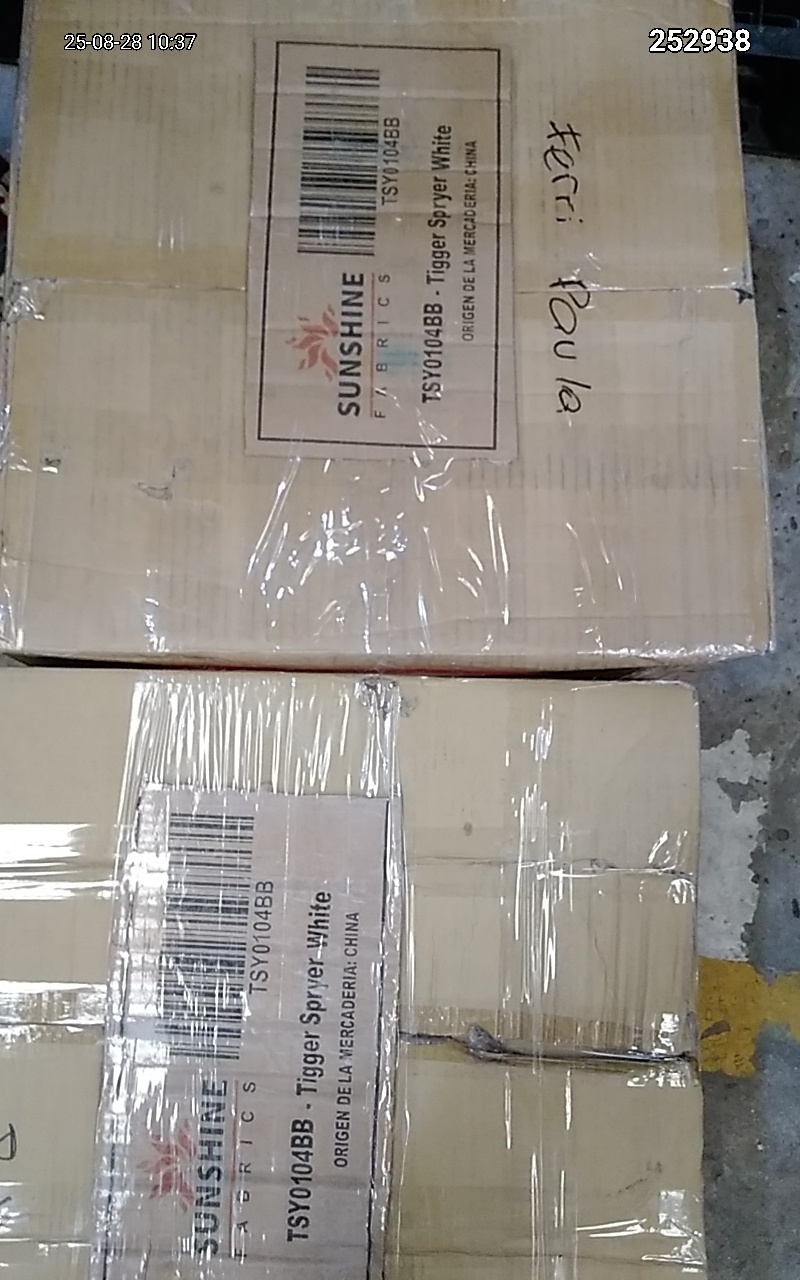 25-08-28 10:37
252938
TSY0104BB
SUNSHINE
FABRICS
TSY0104BB - Tigger Spryer White
ORIGEN DE LA MERCADERIA: CHINA
Ferri Paula
TSY0104BB
SUNSHINE
FABRICS
TSY0104BB - Tigger Spryer White
ORIGEN DE LA MERCADERIA: CHINA